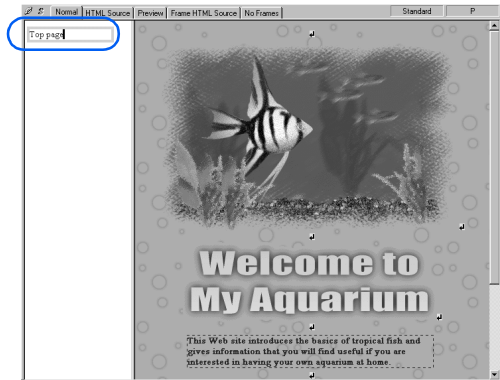 Normal HTML Source Preview Frame HTML Source No Frames Standard P
Top page
Welcome to
My Aquarium
This Web site introduces the basics of tropical fish and
gives information that you will find useful if you are
interested in having your own aquarium at home.